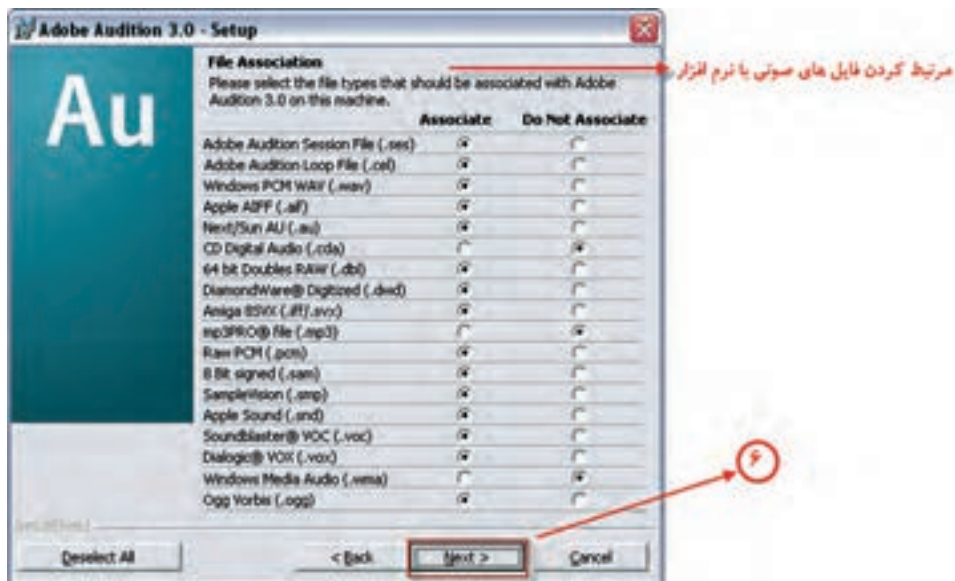 Adobe Audition 3.0 - Setup
Au
File Association
Please select the file types that should be associated with Adobe
Audition 3.0 on this machine.
مرتبط کردن فایل های صوتی با نرم افزار
Associate Do Not Associate
Adobe Audition Session File (.ses)
Adobe Audition Loop File (.cel)
Windows PCM WAV (.wav)
Apple AIFF (.aif)
Next/Sun AU (.au)
CD Digital Audio (.cda)
64 bit Doubles RAW (.dbl)
DiamondWare® Digitized (.dwd)
Amiga 8SVX (.iff/.svx)
mp3PRO® file (.mp3)
Raw PCM (.pcm)
8 Bit signed (.sam)
SampleVision (.smp)
Apple Sound (.snd)
Soundblaster® VOC (.voc)
Dialogic® VOX (.vox)
Windows Media Audio (.wma)
Ogg Vorbis (.ogg)
۶
InstallShield
Deselect All < Back Next > Cancel